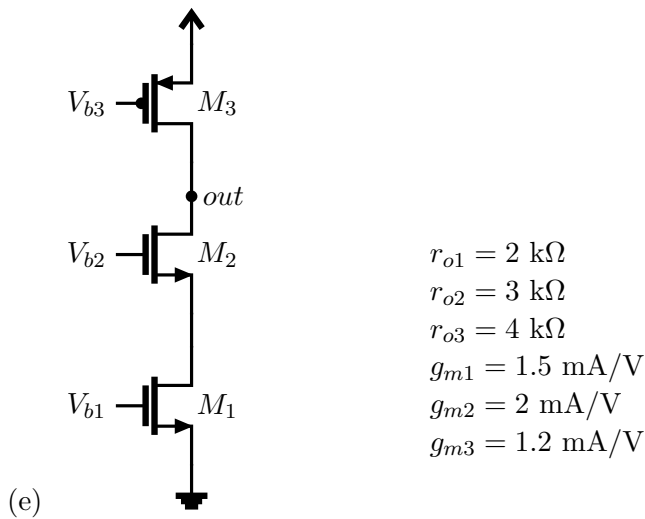 V_{b3} M_3
out
V_{b2} M_2
r_{o1} = 2 kΩ
r_{o2} = 3 kΩ
r_{o3} = 4 kΩ
g_{m1} = 1.5 mA/V
V_{b1} M_1
g_{m2} = 2 mA/V
g_{m3} = 1.2 mA/V
(e)